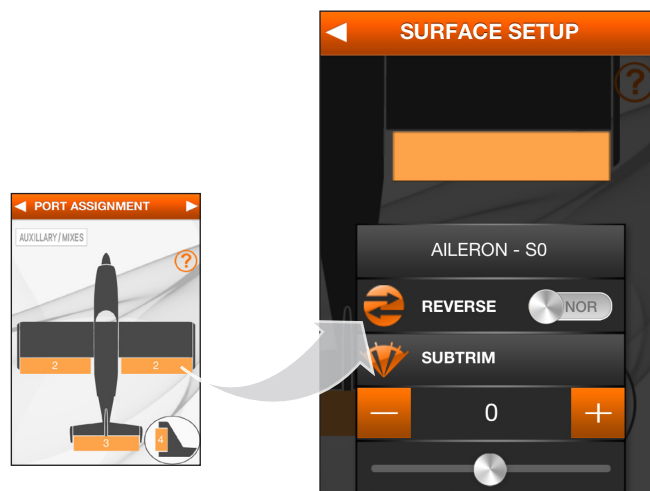 PORT ASSIGNMENT
AUXILLARY / MIXES
?
2
2
3
4
SURFACE SETUP
?
AILERON - S0
REVERSE
NOR
SUBTRIM
0